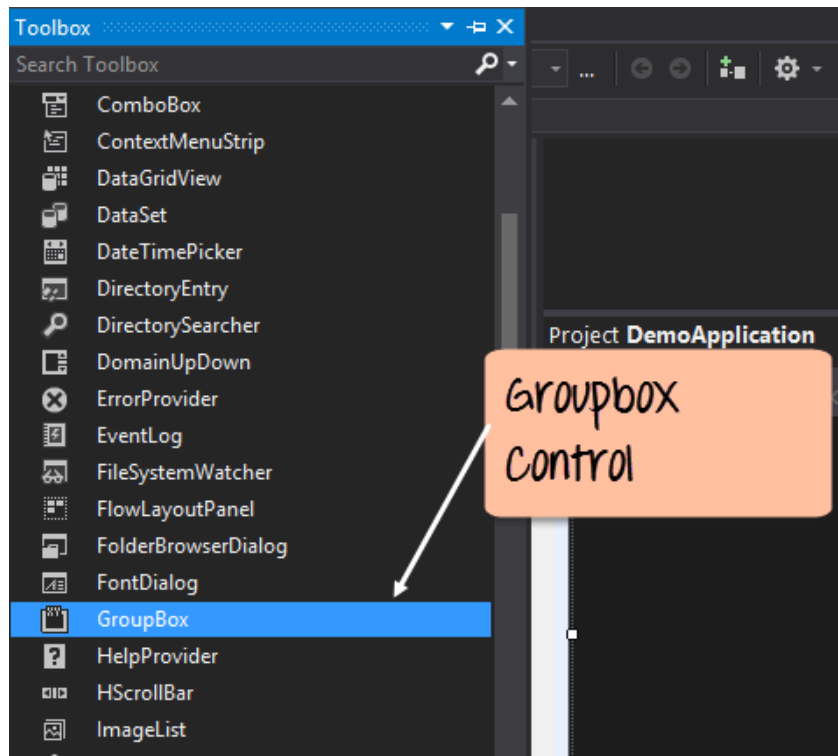 Toolbox
Search Toolbox
...
ComboBox
ContextMenuStrip
DataGridView
DataSet
DateTimePicker
DirectoryEntry
DirectorySearcher
DomainUpDown
ErrorProvider
EventLog
FileSystemWatcher
FlowLayoutPanel
FolderBrowserDialog
FontDialog
GroupBox
HelpProvider
HScrollBar
ImageList
Project DemoApplication
Groupbox
Control